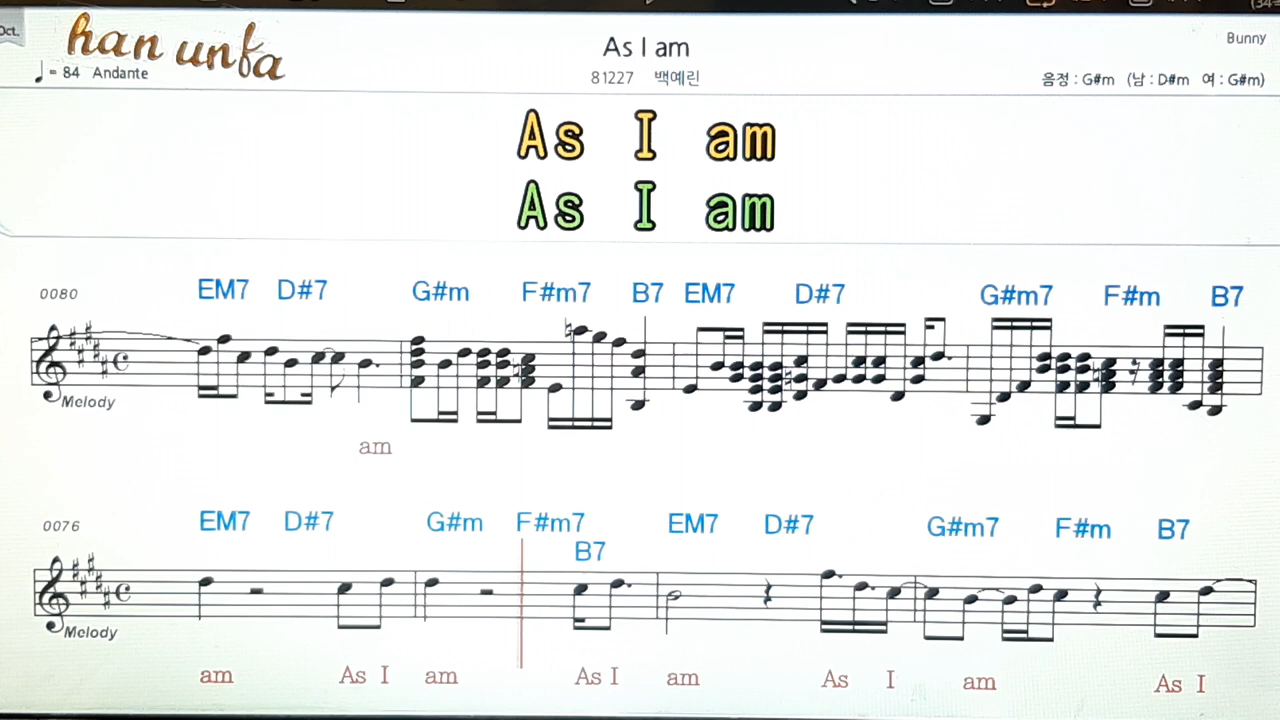 Oct.
han unfa
Bunny
As I am
♩ = 84 Andante
81227 백예린
음정 : G#m (남 : D#m 여 : G#m)
As I am
As I am
0080
EM7 D#7 G#m F#m7 B7 EM7 D#7 G#m7 F#m B7
Melody
am
0076
EM7 D#7 G#m F#m7 EM7 D#7 G#m7 F#m B7
B7
Melody
am As I am As I am As I am As I